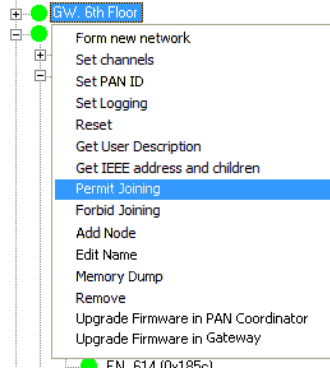 GW. 6th Floor
Form new network
Set channels
Set PAN ID
Set Logging
Reset
Get User Description
Get IEEE address and children
Permit Joining
Forbid Joining
Add Node
Edit Name
Memory Dump
Remove
Upgrade Firmware in PAN Coordinator
Upgrade Firmware in Gateway
EN_614 (0x185c)